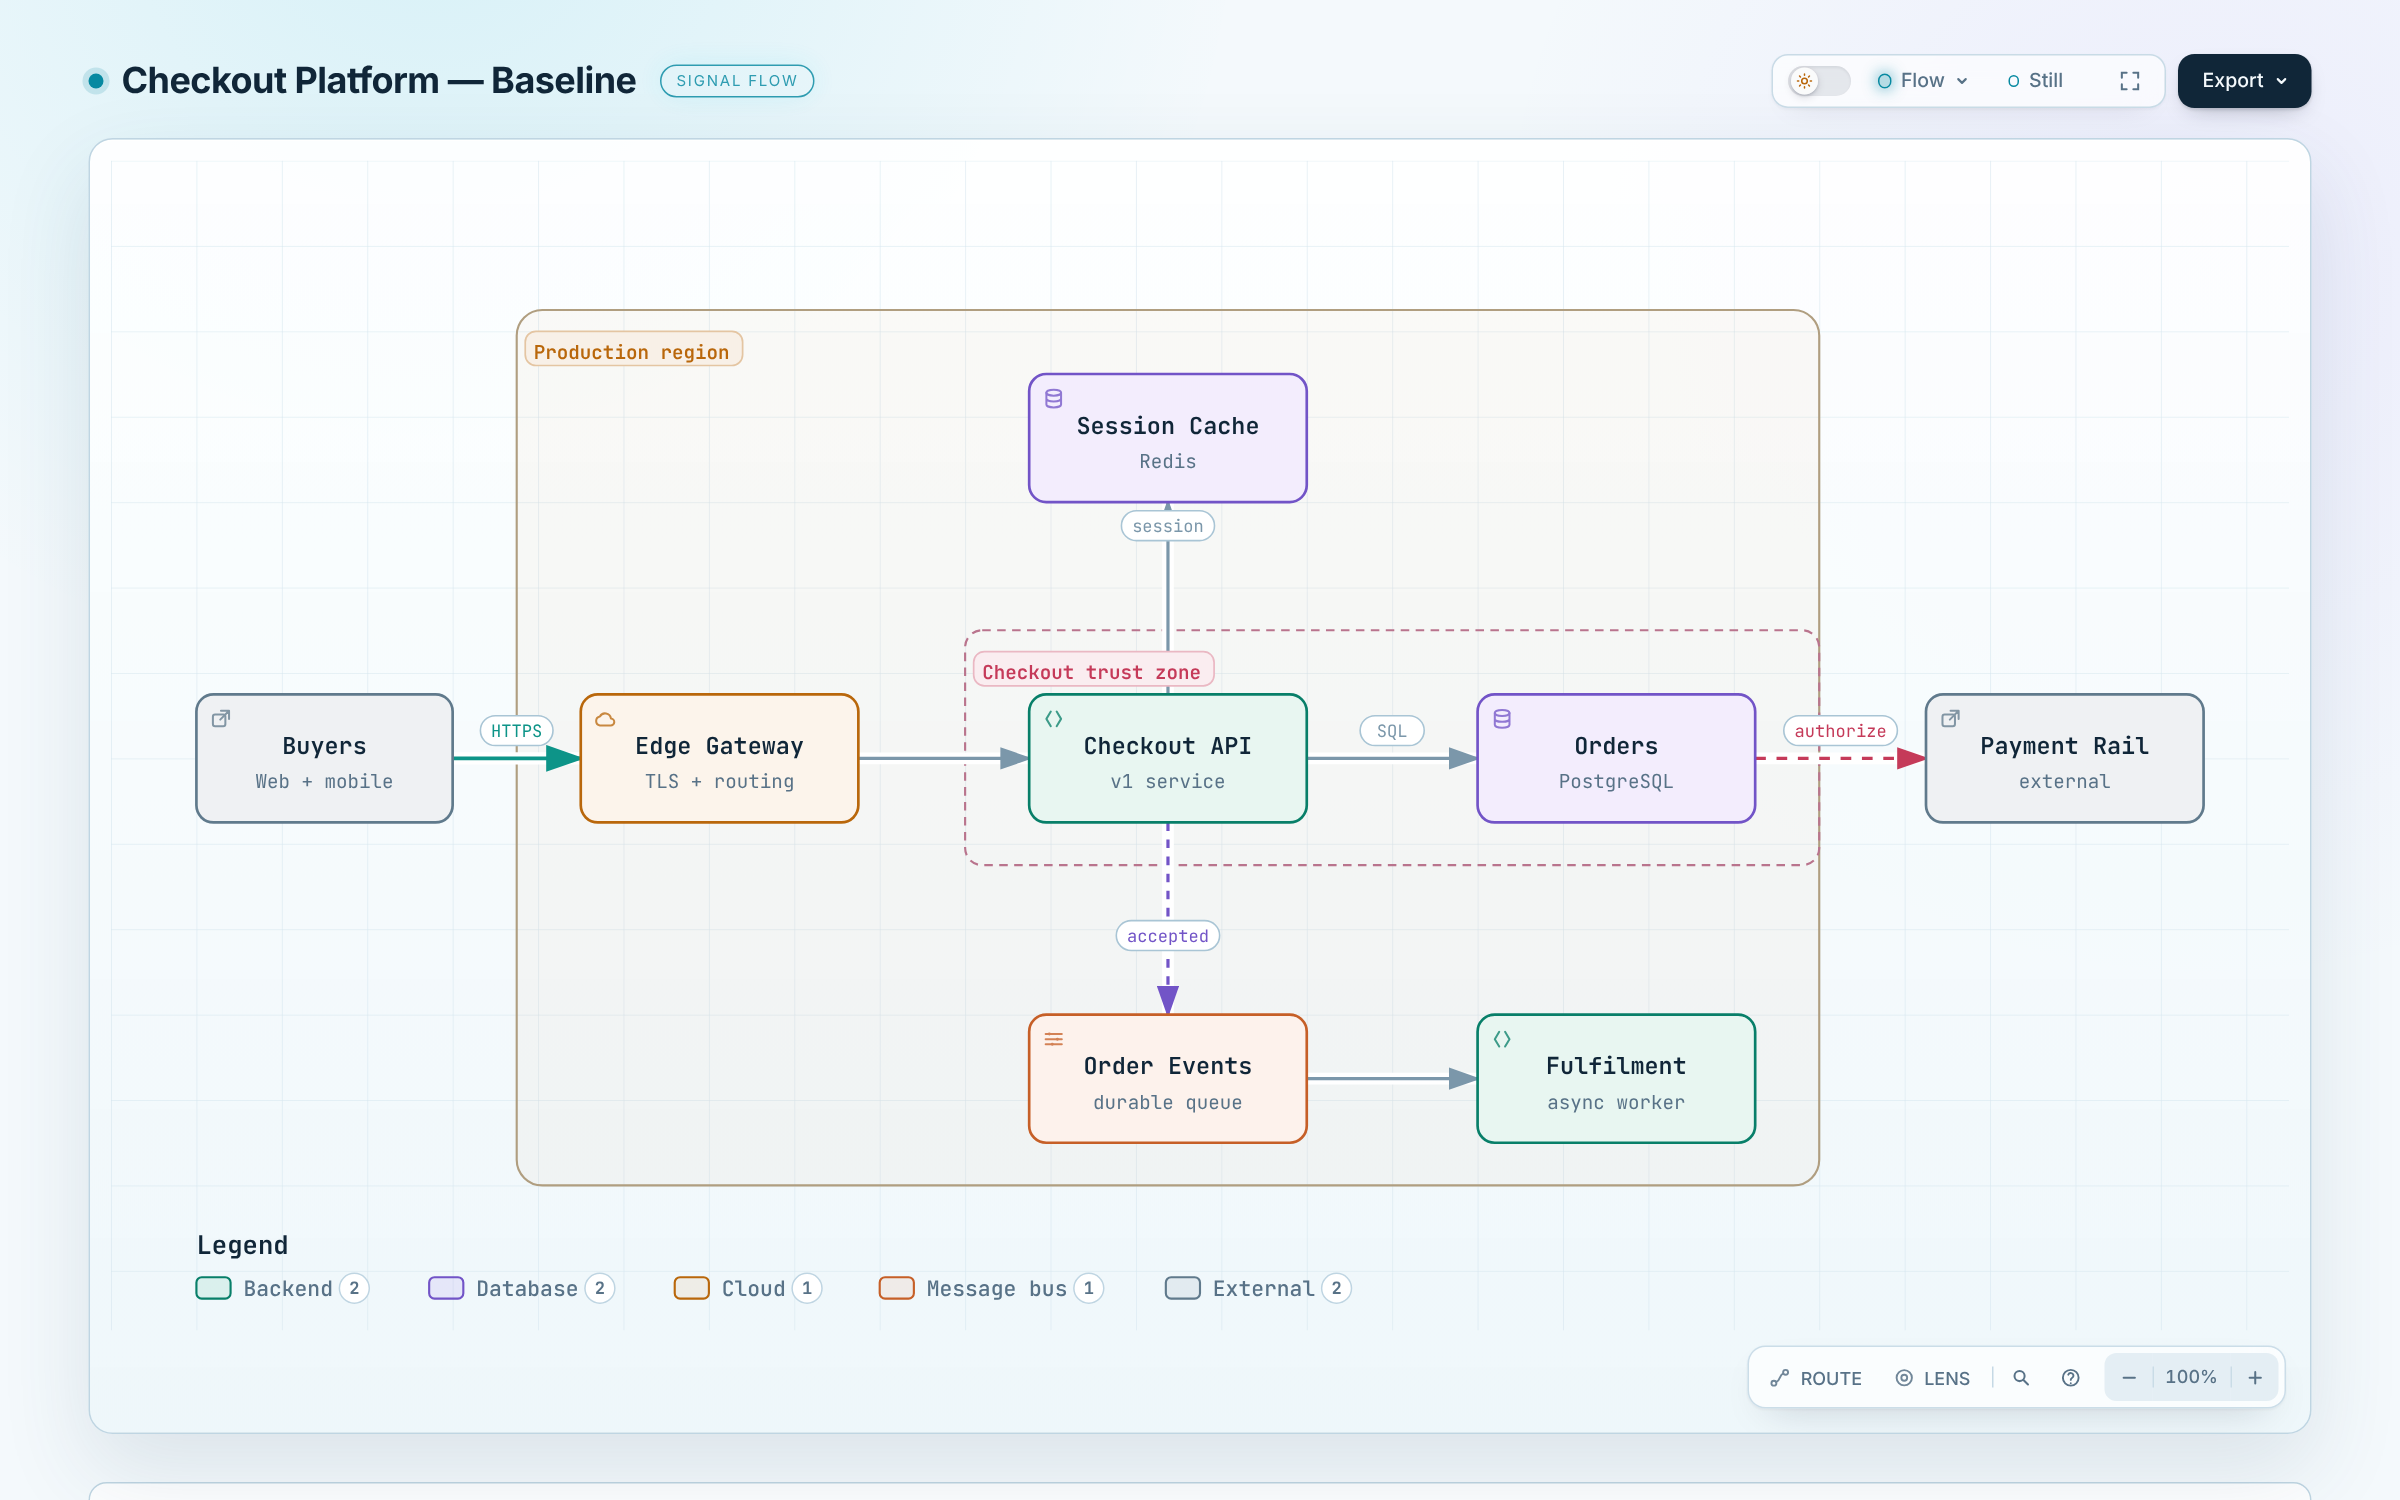 Checkout Platform — Baseline
SIGNAL FLOW
Flow
Still
Export
Production region
Session Cache
Redis
session
Checkout trust zone
Buyers
Web + mobile
HTTPS
Edge Gateway
TLS + routing
Checkout API
v1 service
SQL
Orders
PostgreSQL
authorize
Payment Rail
external
accepted
Order Events
durable queue
Fulfilment
async worker
Legend
Backend 2
Database 2
Cloud 1
Message bus 1
External 2
ROUTE
LENS
100%